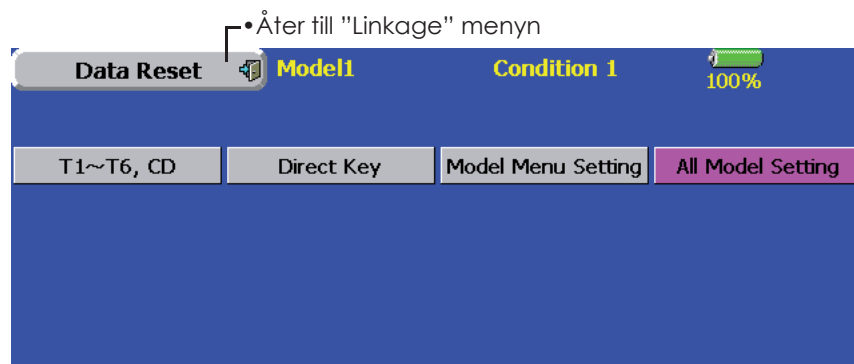 •Åter till ”Linkage” menyn
Data Reset Model1 Condition 1 100%
T1~T6, CD Direct Key Model Menu Setting All Model Setting